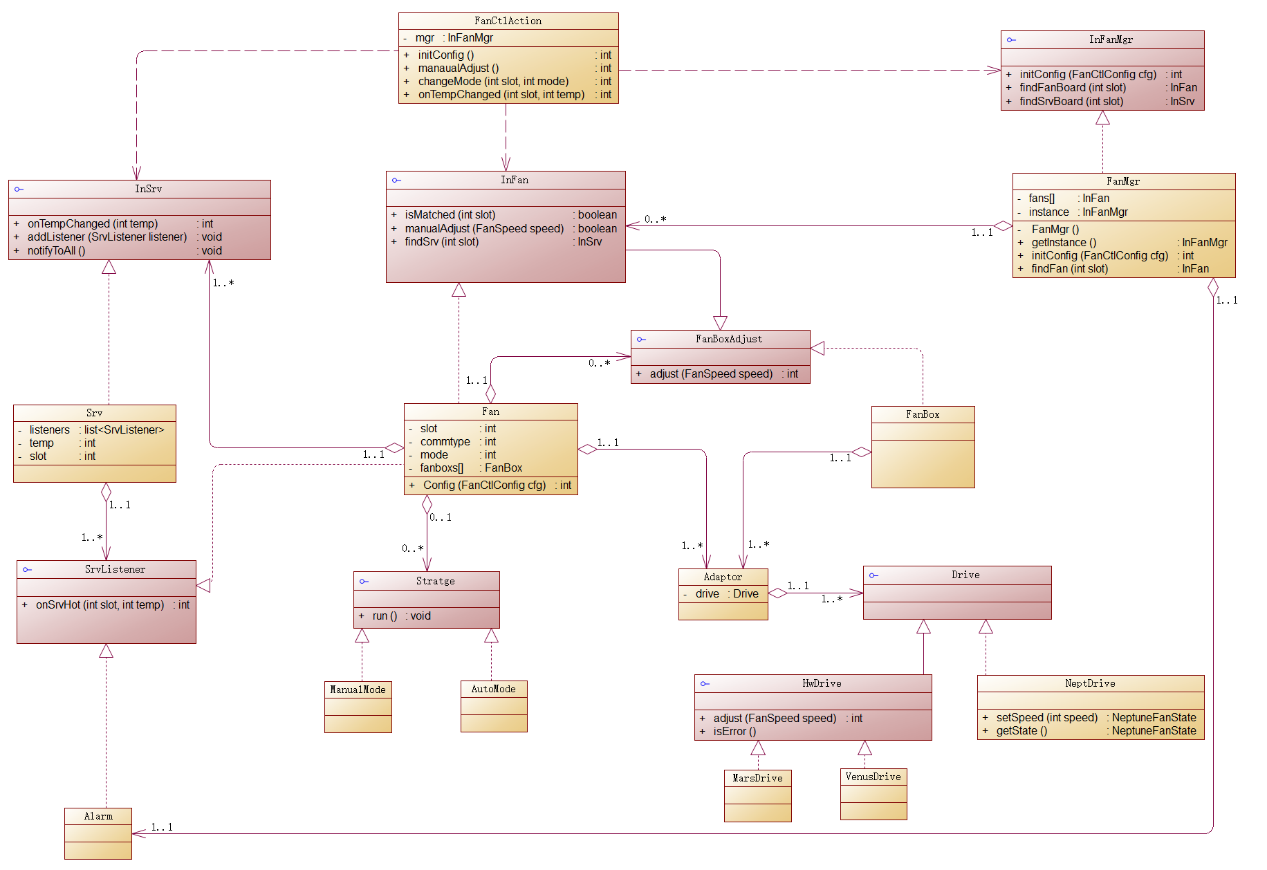 FanCtlAction
- mgr : InFanMgr
+ initConfig () : int
+ manaualAdjust () : int
+ changeMode (int slot, int mode) : int
+ onTempChanged (int slot, int temp) : int
InFanMgr
+ initConfig (FanCtlConfig cfg) : int
+ findFanBoard (int slot) : InFan
+ findSrvBoard (int slot) : InSrv
InSrv
+ onTempChanged (int temp) : int
+ addListener (SrvListener listener) : void
+ notifyToAll () : void
InFan
+ isMatched (int slot) : boolean
+ manualAdjust (FanSpeed speed) : boolean
+ findSrv (int slot) : InSrv
FanMgr
- fans[] : InFan
- instance : InFanMgr
- FanMgr ()
+ getInstance () : InFanMgr
+ initConfig (FanCtlConfig cfg) : int
+ findFan (int slot) : InFan
0..*
1..1
1..*
1..1
FanBoxAdjust
+ adjust (FanSpeed speed) : int
0..*
1..1
Srv
- listeners : list<SrvListener>
- temp : int
- slot : int
Fan
- slot : int
- commtype : int
- mode : int
- fanboxs[] : FanBox
+ Config (FanCtlConfig cfg) : int
FanBox
1..1
1..1
1..1
1..1
0..1
1..*
0..*
1..*
1..*
SrvListener
+ onSrvHot (int slot, int temp) : int
Stratge
+ run () : void
Adaptor
- drive : Drive
1..1
1..*
Drive
ManualMode
AutoMode
HwDrive
+ adjust (FanSpeed speed) : int
+ isError ()
NeptDrive
+ setSpeed (int speed) : NeptuneFanState
+ getState () : NeptuneFanState
MarsDrive
VenusDrive
Alarm
1..1